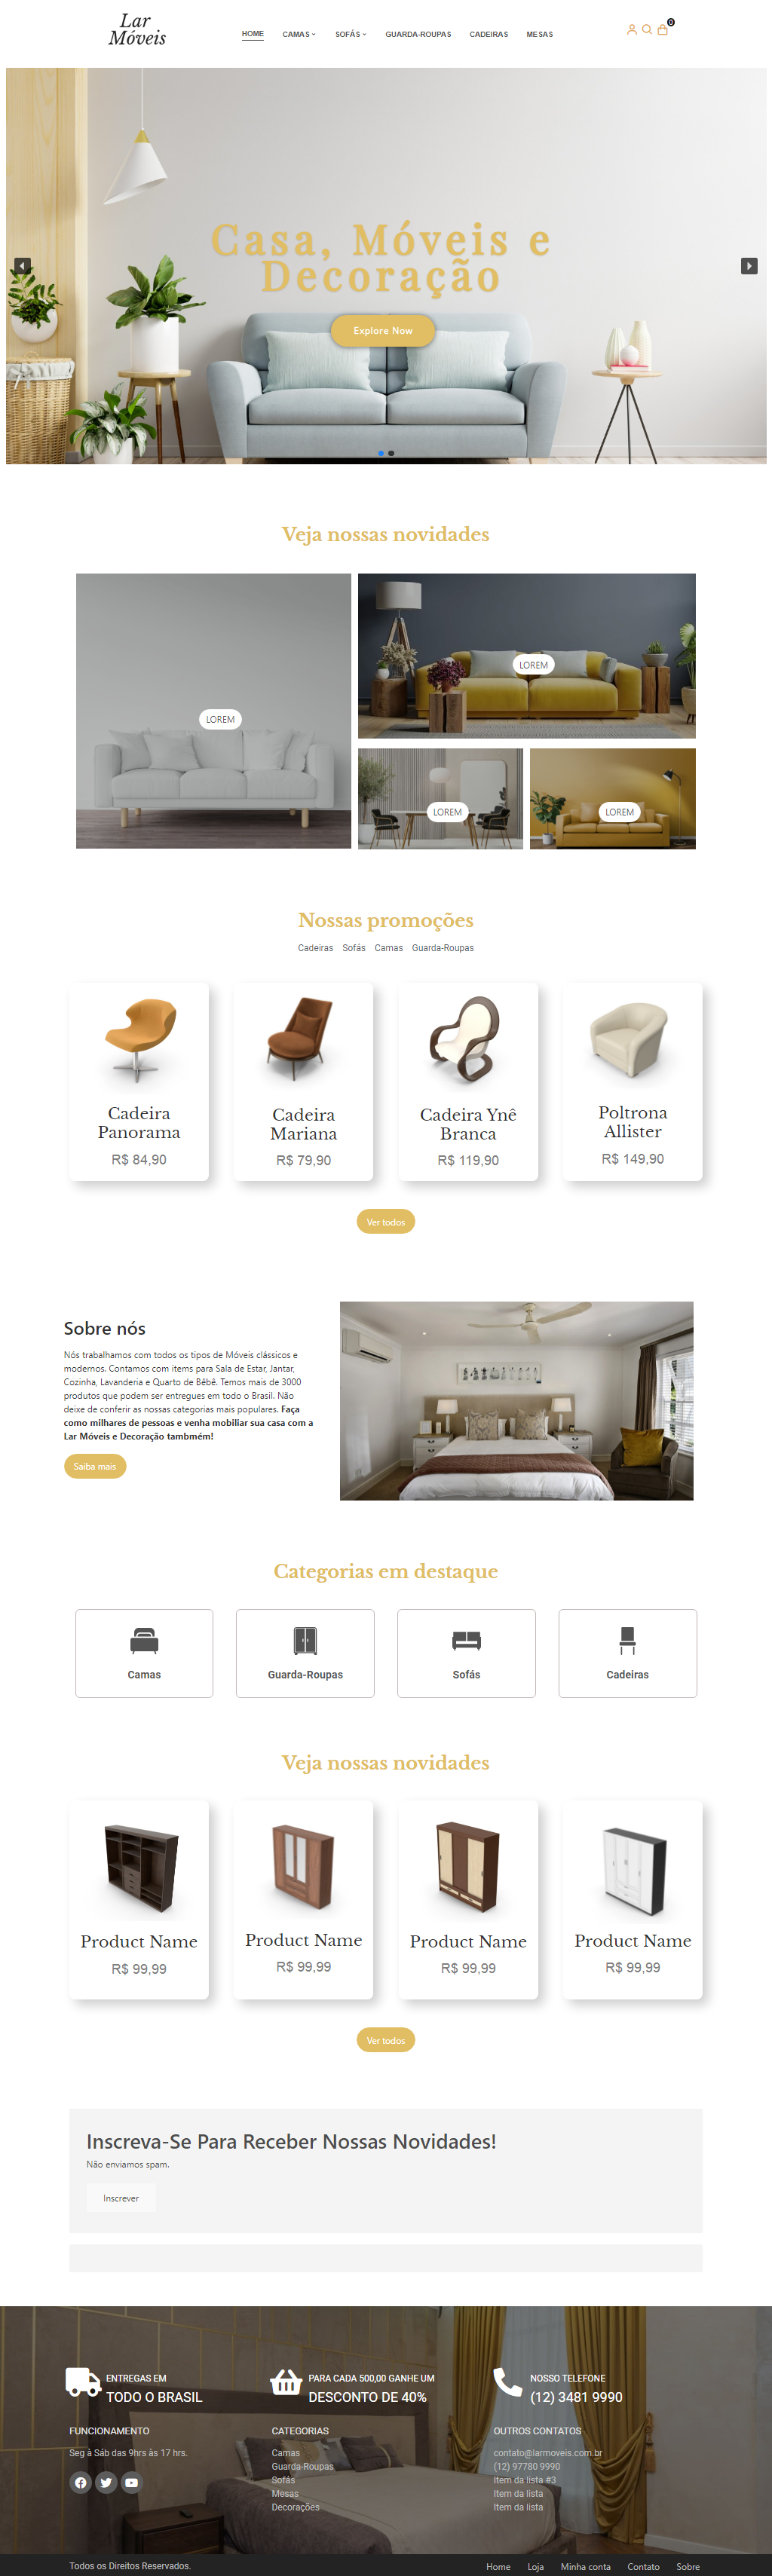 Lar
Móveis
HOME CAMAS SOFÁS GUARDA-ROUPAS CADEIRAS MESAS
0
Casa, Móveis e
Decoração
Explore Now
Veja nossas novidades
LOREM
LOREM
LOREM
LOREM
Nossas promoções
Cadeiras Sofás Camas Guarda-Roupas
Cadeira
Panorama
R$ 84,90
Cadeira
Mariana
R$ 79,90
Cadeira Ynê
Branca
R$ 119,90
Poltrona
Allister
R$ 149,90
Ver todos
Sobre nós
Nós trabalhamos com todos os tipos de Móveis clássicos e
modernos. Contamos com items para Sala de Estar, Jantar,
Cozinha, Lavanderia e Quarto de Bêbê. Temos mais de 3000
produtos que podem ser entregues em todo o Brasil. Não
deixe de conferir as nossas categorias mais populares. Faça
como milhares de pessoas e venha mobiliar sua casa com a
Lar Móveis e Decoração tambmém!
Saiba mais
Categorias em destaque
Camas
Guarda-Roupas
Sofás
Cadeiras
Veja nossas novidades
Product Name
R$ 99,99
Product Name
R$ 99,99
Product Name
R$ 99,99
Product Name
R$ 99,99
Ver todos
Inscreva-Se Para Receber Nossas Novidades!
Não enviamos spam.
Inscrever
ENTREGAS EM
TODO O BRASIL
PARA CADA 500,00 GANHE UM
DESCONTO DE 40%
NOSSO TELEFONE
(12) 3481 9990
FUNCIONAMENTO
Seg à Sáb das 9hrs às 17 hrs.
CATEGORIAS
Camas
Guarda-Roupas
Sofás
Mesas
Decorações
OUTROS CONTATOS
contato@larmoveis.com.br
(12) 97780 9990
Item da lista #3
Item da lista
Item da lista
Todos os Direitos Reservados.
Home Loja Minha conta Contato Sobre